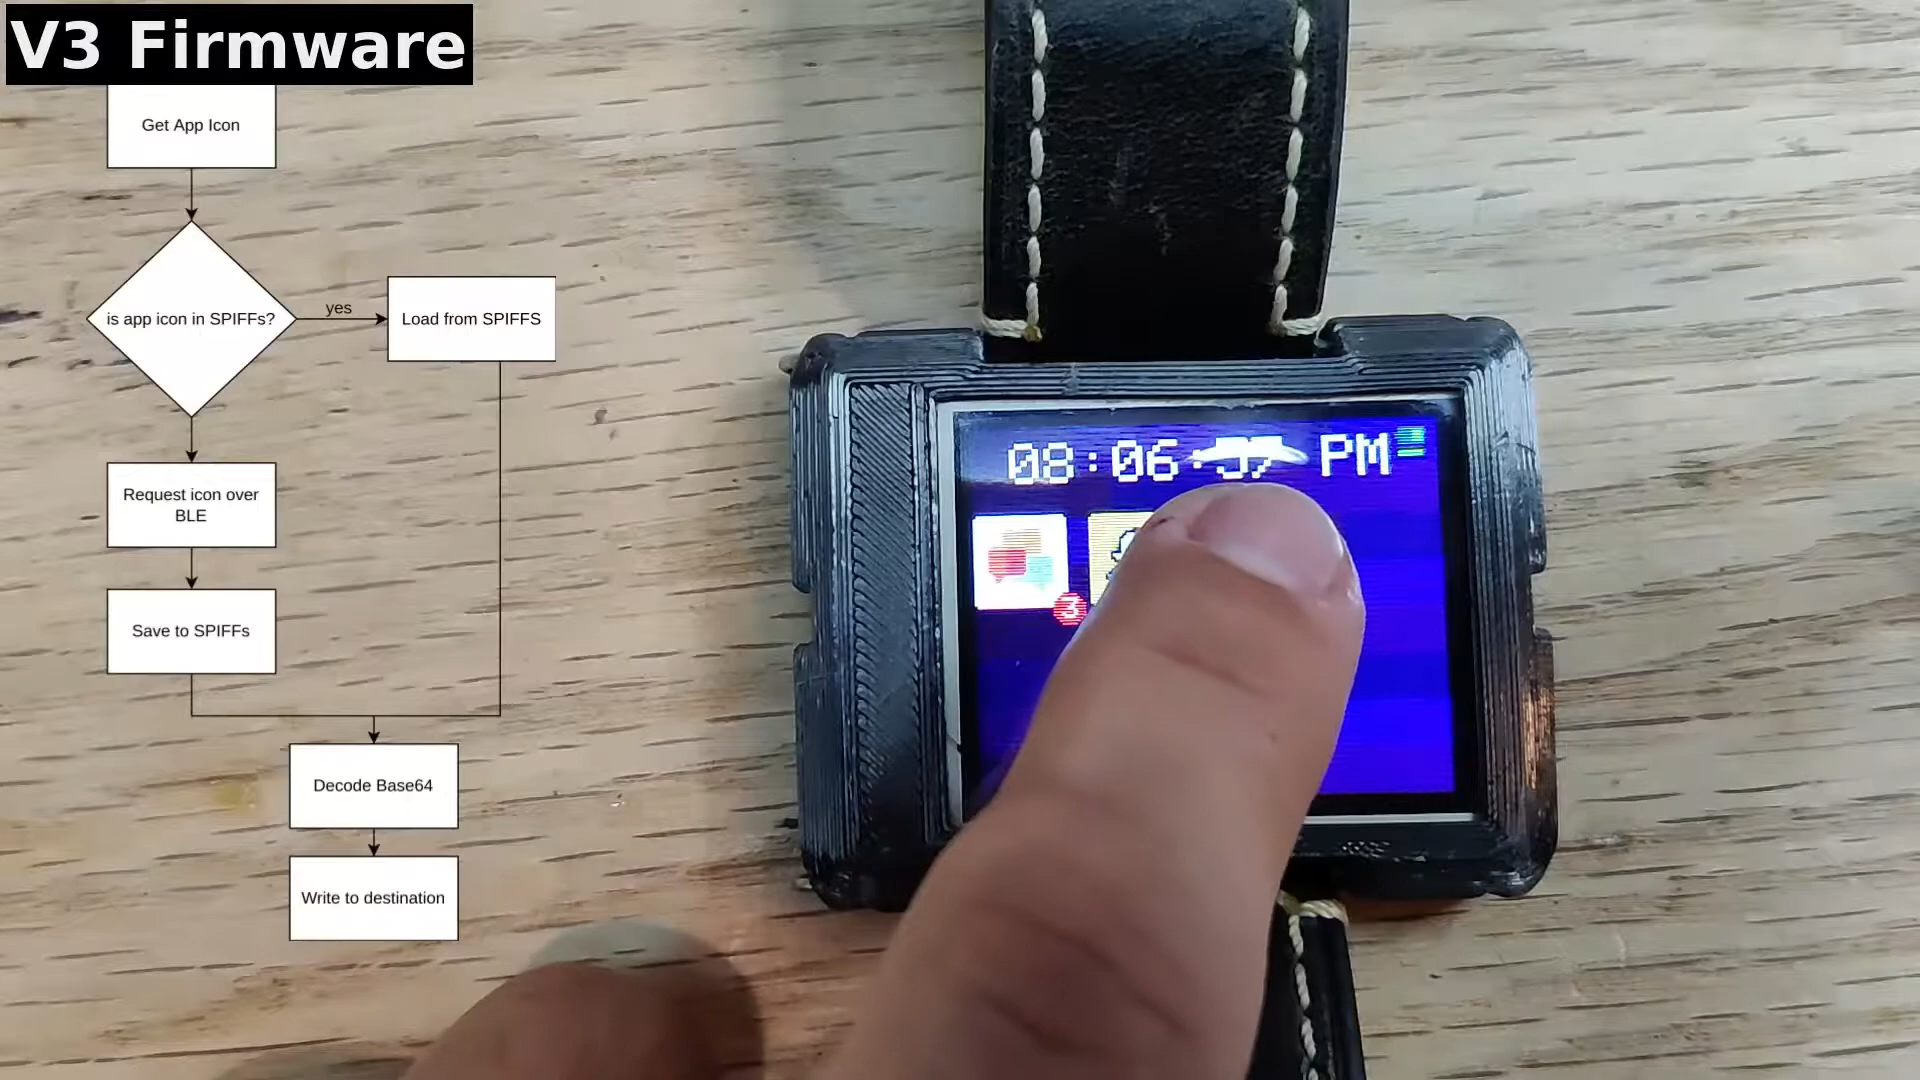 V3 Firmware
Get App Icon
is app icon in SPIFFs?
yes
Load from SPIFFS
Request icon over
BLE
Save to SPIFFs
Decode Base64
Write to destination
08:06:37 PM
3